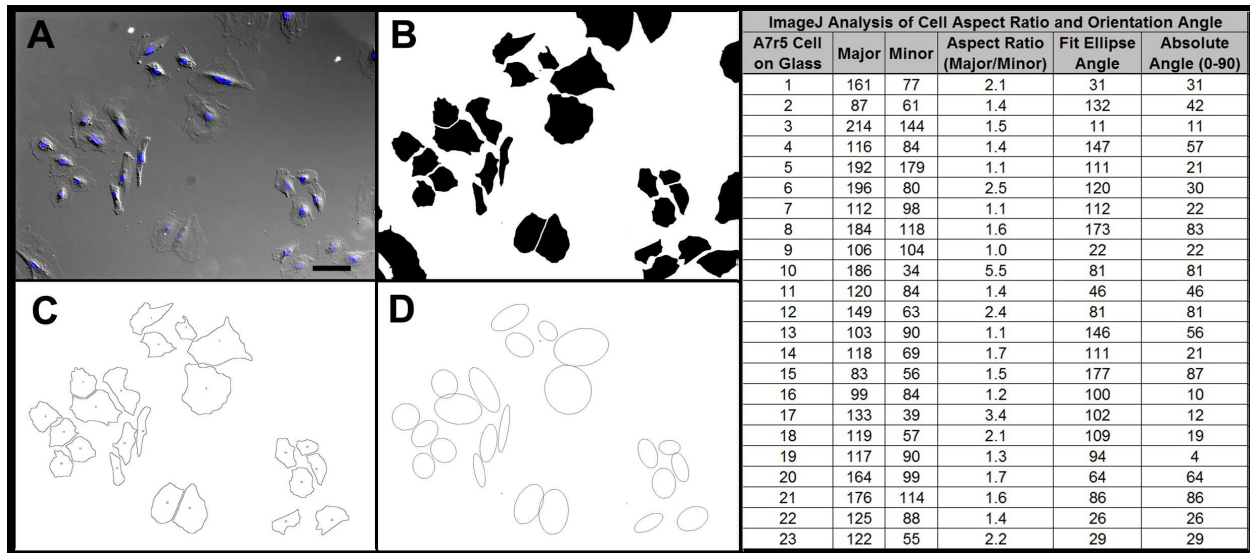 A
B
C
D
ImageJ Analysis of Cell Aspect Ratio and Orientation Angle
A7r5 Cell on Glass Major Minor Aspect Ratio (Major/Minor) Fit Ellipse Angle Absolute Angle (0-90)
1 161 77 2.1 31 31
2 87 61 1.4 132 42
3 214 144 1.5 11 11
4 116 84 1.4 147 57
5 192 179 1.1 111 21
6 196 80 2.5 120 30
7 112 98 1.1 112 22
8 184 118 1.6 173 83
9 106 104 1.0 22 22
10 186 34 5.5 81 81
11 120 84 1.4 46 46
12 149 63 2.4 81 81
13 103 90 1.1 146 56
14 118 69 1.7 111 21
15 83 56 1.5 177 87
16 99 84 1.2 100 10
17 133 39 3.4 102 12
18 119 57 2.1 109 19
19 117 90 1.3 94 4
20 164 99 1.7 64 64
21 176 114 1.6 86 86
22 125 88 1.4 26 26
23 122 55 2.2 29 29